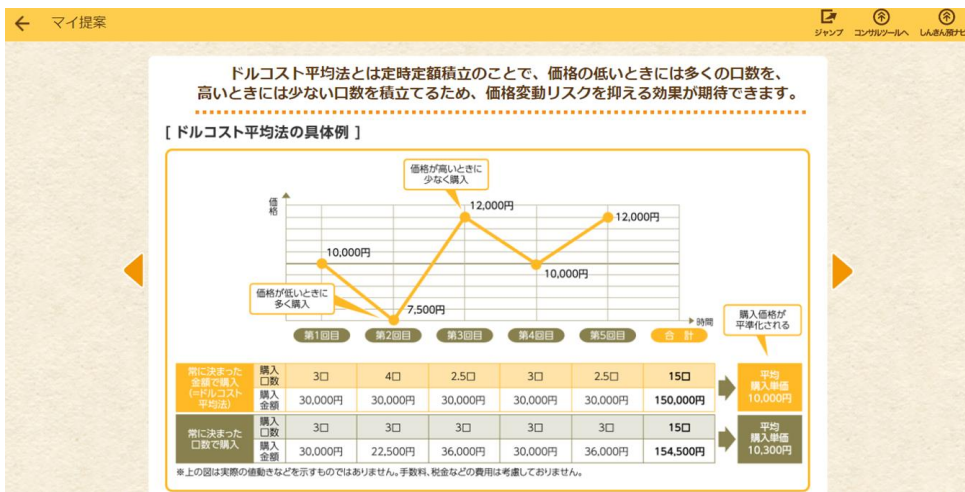 マイ提案
ジャンプ
コンサルツールへ
しんきん預ナビ
ドルコスト平均法とは定時定額積立のことで、価格の低いときには多くの口数を、
高いときには少ない口数を積立てるため、価格変動リスクを抑える効果が期待できます。
[ ドルコスト平均法の具体例 ]
価格が高いときに
少なく購入
価格
12,000円
12,000円
10,000円
10,000円
価格が低いときに
多く購入
7,500円
時間
購入価格が
平準化される
第1回目 第2回目 第3回目 第4回目 第5回目 合 計
常に決まった
金額で購入
(=ドルコスト
平均法)
購入口数 3口 4口 2.5口 3口 2.5口 15口
購入金額 30,000円 30,000円 30,000円 30,000円 30,000円 150,000円
平均
購入単価
10,000円
常に決まった
口数で購入
購入口数 3口 3口 3口 3口 3口 15口
購入金額 30,000円 22,500円 36,000円 30,000円 36,000円 154,500円
平均
購入単価
10,300円
※上の図は実際の値動きなどを示すものではありません。手数料、税金などの費用は考慮しておりません。